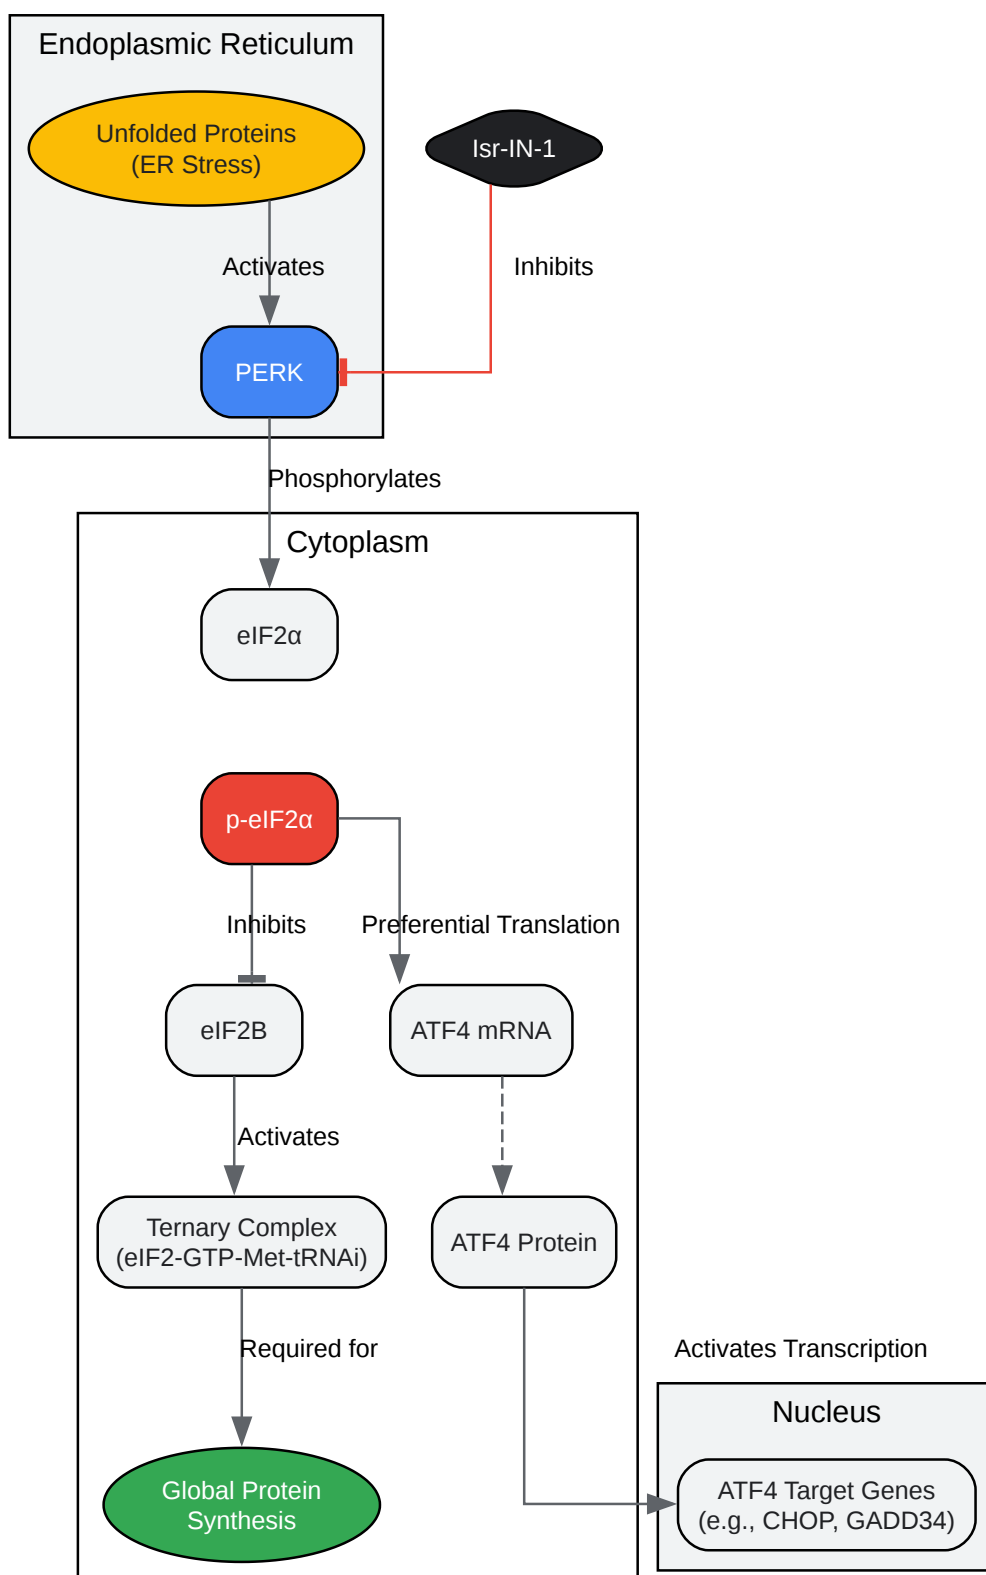 Endoplasmic Reticulum
Unfolded Proteins
(ER Stress)
Isr-IN-1
Activates
Inhibits
PERK
Phosphorylates
Cytoplasm
eIF2α
p-eIF2α
Inhibits
Preferential Translation
eIF2B
ATF4 mRNA
Activates
Ternary Complex
(eIF2-GTP-Met-tRNAi)
ATF4 Protein
Required for
Activates Transcription
Nucleus
Global Protein
Synthesis
ATF4 Target Genes
(e.g., CHOP, GADD34)